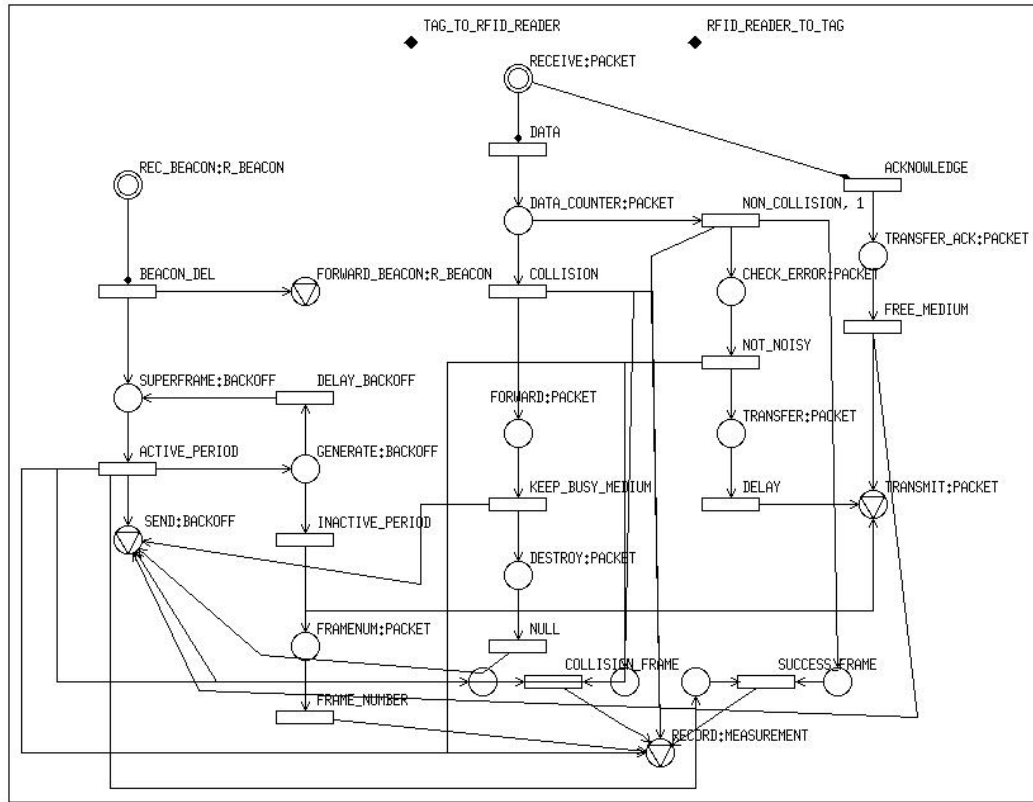 TAG_TO_RFID_READER
RFID_READER_TO_TAG
RECEIVE:PACKET
DATA
REC_BEACON:R_BEACON
ACKNOWLEDGE
DATA_COUNTER:PACKET
NON_COLLISION, 1
TRANSFER_ACK:PACKET
BEACON_DEL
FORWARD_BEACON:R_BEACON
COLLISION
CHECK_ERROR:PACKET
FREE_MEDIUM
NOT_NOISY
SUPERFRAME:BACKOFF
DELAY_BACKOFF
FORWARD:PACKET
TRANSFER:PACKET
ACTIVE_PERIOD
GENERATE:BACKOFF
KEEP_BUSY_MEDIUM
DELAY
TRANSMIT:PACKET
SEND:BACKOFF
INACTIVE_PERIOD
DESTROY:PACKET
FRAMENUM:PACKET
NULL
COLLISION_FRAME
SUCCESS_FRAME
FRAME_NUMBER
RECORD:MEASUREMENT